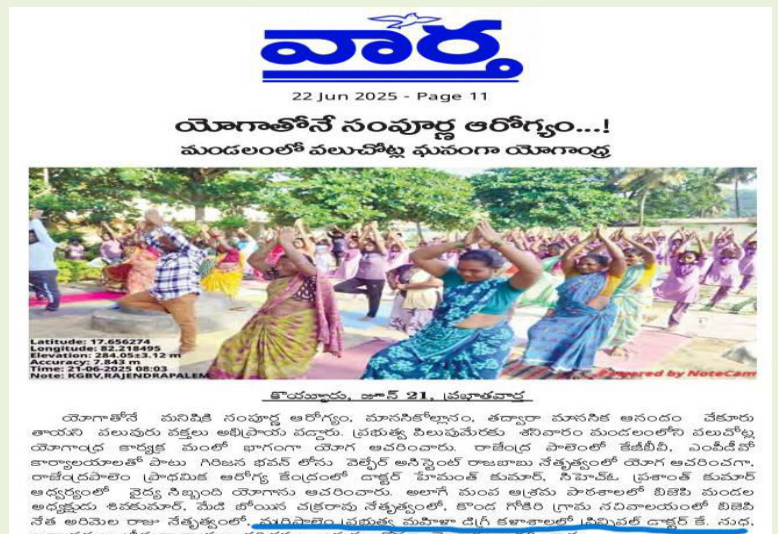 వార్త
22 Jun 2025 - Page 11
యోగాతోనే సంపూర్ణ ఆరోగ్యం...!
మండలంలో పలుచోట్ల ఘనంగా యోగాంధ్ర
Latitude: 17.656274
Longitude: 82.218495
Elevation: 284.05±3.12 m
Accuracy: 7.843 m
Time: 21-06-2025 08:03
Note: KGBV,RAJENDRAPALEM
Powered by NoteCam
కొయ్యూరు, జూన్ 21, ప్రభాతవార్త
యోగాతోనే మనిషికి సంపూర్ణ ఆరోగ్యం, మానసికోల్లాసం, తద్వారా మానసిక ఆనందం చేకూరు
తాయని పలువురు వక్తలు అభిప్రాయ పడ్డారు. ప్రభుత్వ పిలుపుమేరకు శనివారం మండలంలోని పలుచోట్ల
యోగాంధ్ర కార్యక్ర మంలో భాగంగా యోగ ఆచరించారు. రాజేంద్ర పాలెంలో కేజీబీవీ, ఎంపీడీవో
కార్యాలయాలతో పాటు గిరిజన భవన్ లోను వెల్ఫేర్ అసిస్టెంట్ రాజబాబు నేతృత్వంలో యోగ ఆచరించగా,
రాజేంద్రపాలెం ప్రాథమిక ఆరోగ్య కేంద్రంలో డాక్టర్ హేమంత్ కుమార్, సిహెచ్ఓ ప్రశాంత్ కుమార్
ఆధ్వర్యంలో వైద్య సిబ్బంది యోగాను ఆచరించారు. అలాగే మంప ఆశ్రమ పాఠశాలలో బిజెపి మండల
అధ్యక్షుడు శివకుమార్, మేడి బోయిన చక్రరావు నేతృత్వంలో, కొండ గోకిరి గ్రామ సచివాలయంలో బిజెపి
నేత అరిమెల రాజు నేతృత్వంలో, మర్రిపాలెం ప్రభుత్వ మహిళా డిగ్రీ కళాశాలలో ప్రిన్సిపల్ డాక్టర్ కే. సుధ,